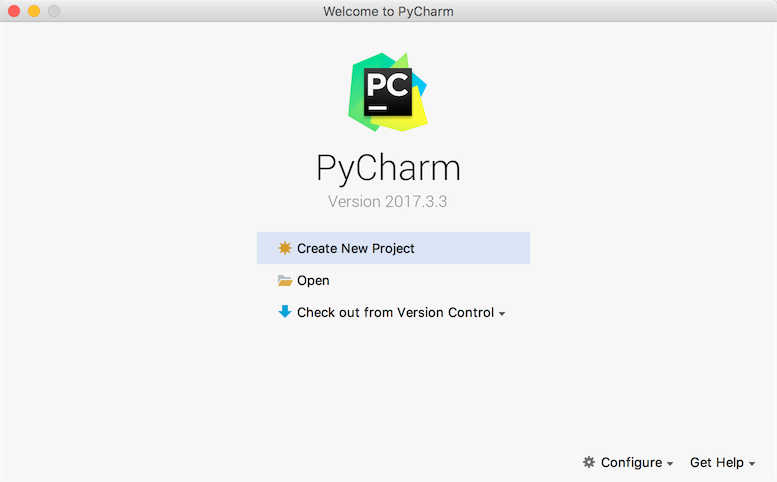 Welcome to PyCharm
PC
PyCharm
Version 2017.3.3
Create New Project
Open
Check out from Version Control
Configure Get Help